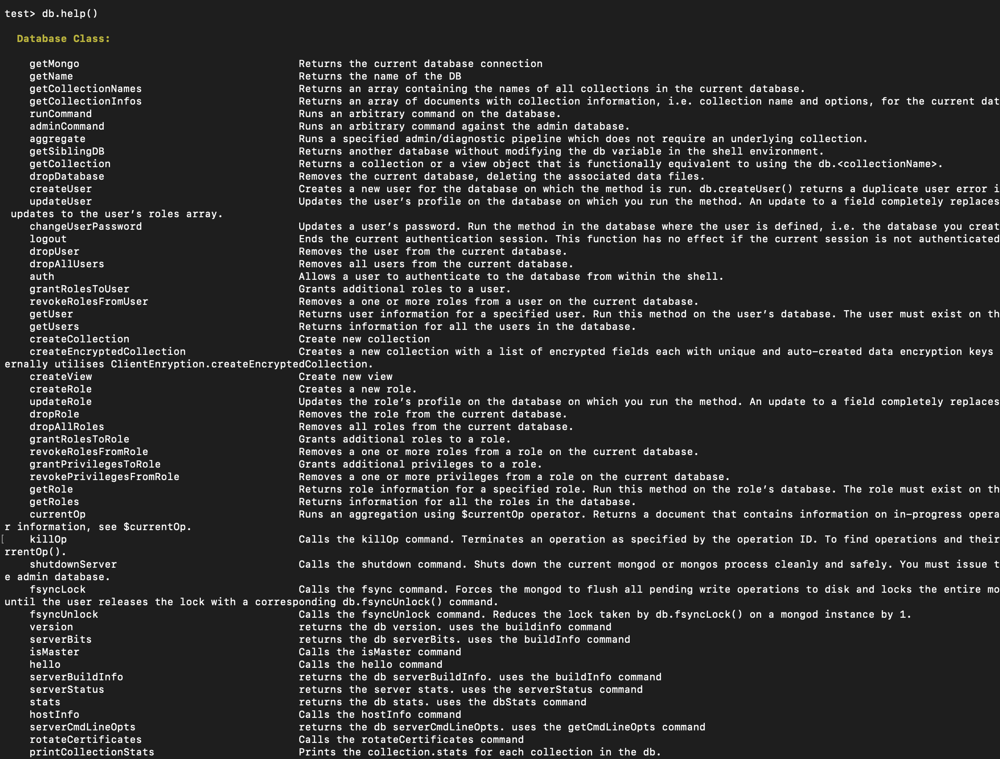 test> db.help()
Database Class:
getMongo Returns the current database connection
getName Returns the name of the DB
getCollectionNames Returns an array containing the names of all collections in the current database.
getCollectionInfos Returns an array of documents with collection information, i.e. collection name and options, for the current dat
runCommand Runs an arbitrary command on the database.
adminCommand Runs an arbitrary command against the admin database.
aggregate Runs a specified admin/diagnostic pipeline which does not require an underlying collection.
getSiblingDB Returns another database without modifying the db variable in the shell environment.
getCollection Returns a collection or a view object that is functionally equivalent to using the db.<collectionName>.
dropDatabase Removes the current database, deleting the associated data files.
createUser Creates a new user for the database on which the method is run. db.createUser() returns a duplicate user error i
updateUser Updates the user’s profile on the database on which you run the method. An update to a field completely replaces
updates to the user’s roles array.
changeUserPassword Updates a user’s password. Run the method in the database where the user is defined, i.e. the database you creat
logout Ends the current authentication session. This function has no effect if the current session is not authenticated
dropUser Removes the user from the current database.
dropAllUsers Removes all users from the current database.
auth Allows a user to authenticate to the database from within the shell.
grantRolesToUser Grants additional roles to a user.
revokeRolesFromUser Removes a one or more roles from a user on the current database.
getUser Returns user information for a specified user. Run this method on the user’s database. The user must exist on th
getUsers Returns information for all the users in the database.
createCollection Create new collection
createEncryptedCollection Creates a new collection with a list of encrypted fields each with unique and auto-created data encryption keys
ernally utilises ClientEnryption.createEncryptedCollection.
createView Create new view
createRole Creates a new role.
updateRole Updates the role’s profile on the database on which you run the method. An update to a field completely replaces
dropRole Removes the role from the current database.
dropAllRoles Removes all roles from the current database.
grantRolesToRole Grants additional roles to a role.
revokeRolesFromRole Removes a one or more roles from a role on the current database.
grantPrivilegesToRole Grants additional privileges to a role.
revokePrivilegesFromRole Removes a one or more privileges from a role on the current database.
getRole Returns role information for a specified role. Run this method on the role’s database. The role must exist on th
getRoles Returns information for all the roles in the database.
currentOp Runs an aggregation using $currentOp operator. Returns a document that contains information on in-progress opera
r information, see $currentOp.
[ killOp Calls the killOp command. Terminates an operation as specified by the operation ID. To find operations and their
rrentOp().
shutdownServer Calls the shutdown command. Shuts down the current mongod or mongos process cleanly and safely. You must issue t
e admin database.
fsyncLock Calls the fsync command. Forces the mongod to flush all pending write operations to disk and locks the entire mo
until the user releases the lock with a corresponding db.fsyncUnlock() command.
fsyncUnlock Calls the fsyncUnlock command. Reduces the lock taken by db.fsyncLock() on a mongod instance by 1.
version returns the db version. uses the buildinfo command
serverBits returns the db serverBits. uses the buildInfo command
isMaster Calls the isMaster command
hello Calls the hello command
serverBuildInfo returns the db serverBuildInfo. uses the buildInfo command
serverStatus returns the server stats. uses the serverStatus command
stats returns the db stats. uses the dbStats command
hostInfo Calls the hostInfo command
serverCmdLineOpts returns the db serverCmdLineOpts. uses the getCmdLineOpts command
rotateCertificates Calls the rotateCertificates command
printCollectionStats Prints the collection.stats for each collection in the db.